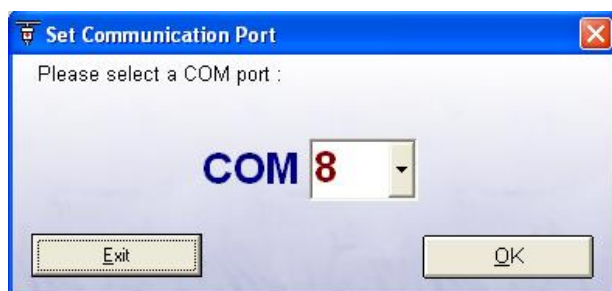 Set Communication Port
Please select a COM port :
COM 8
Exit
OK